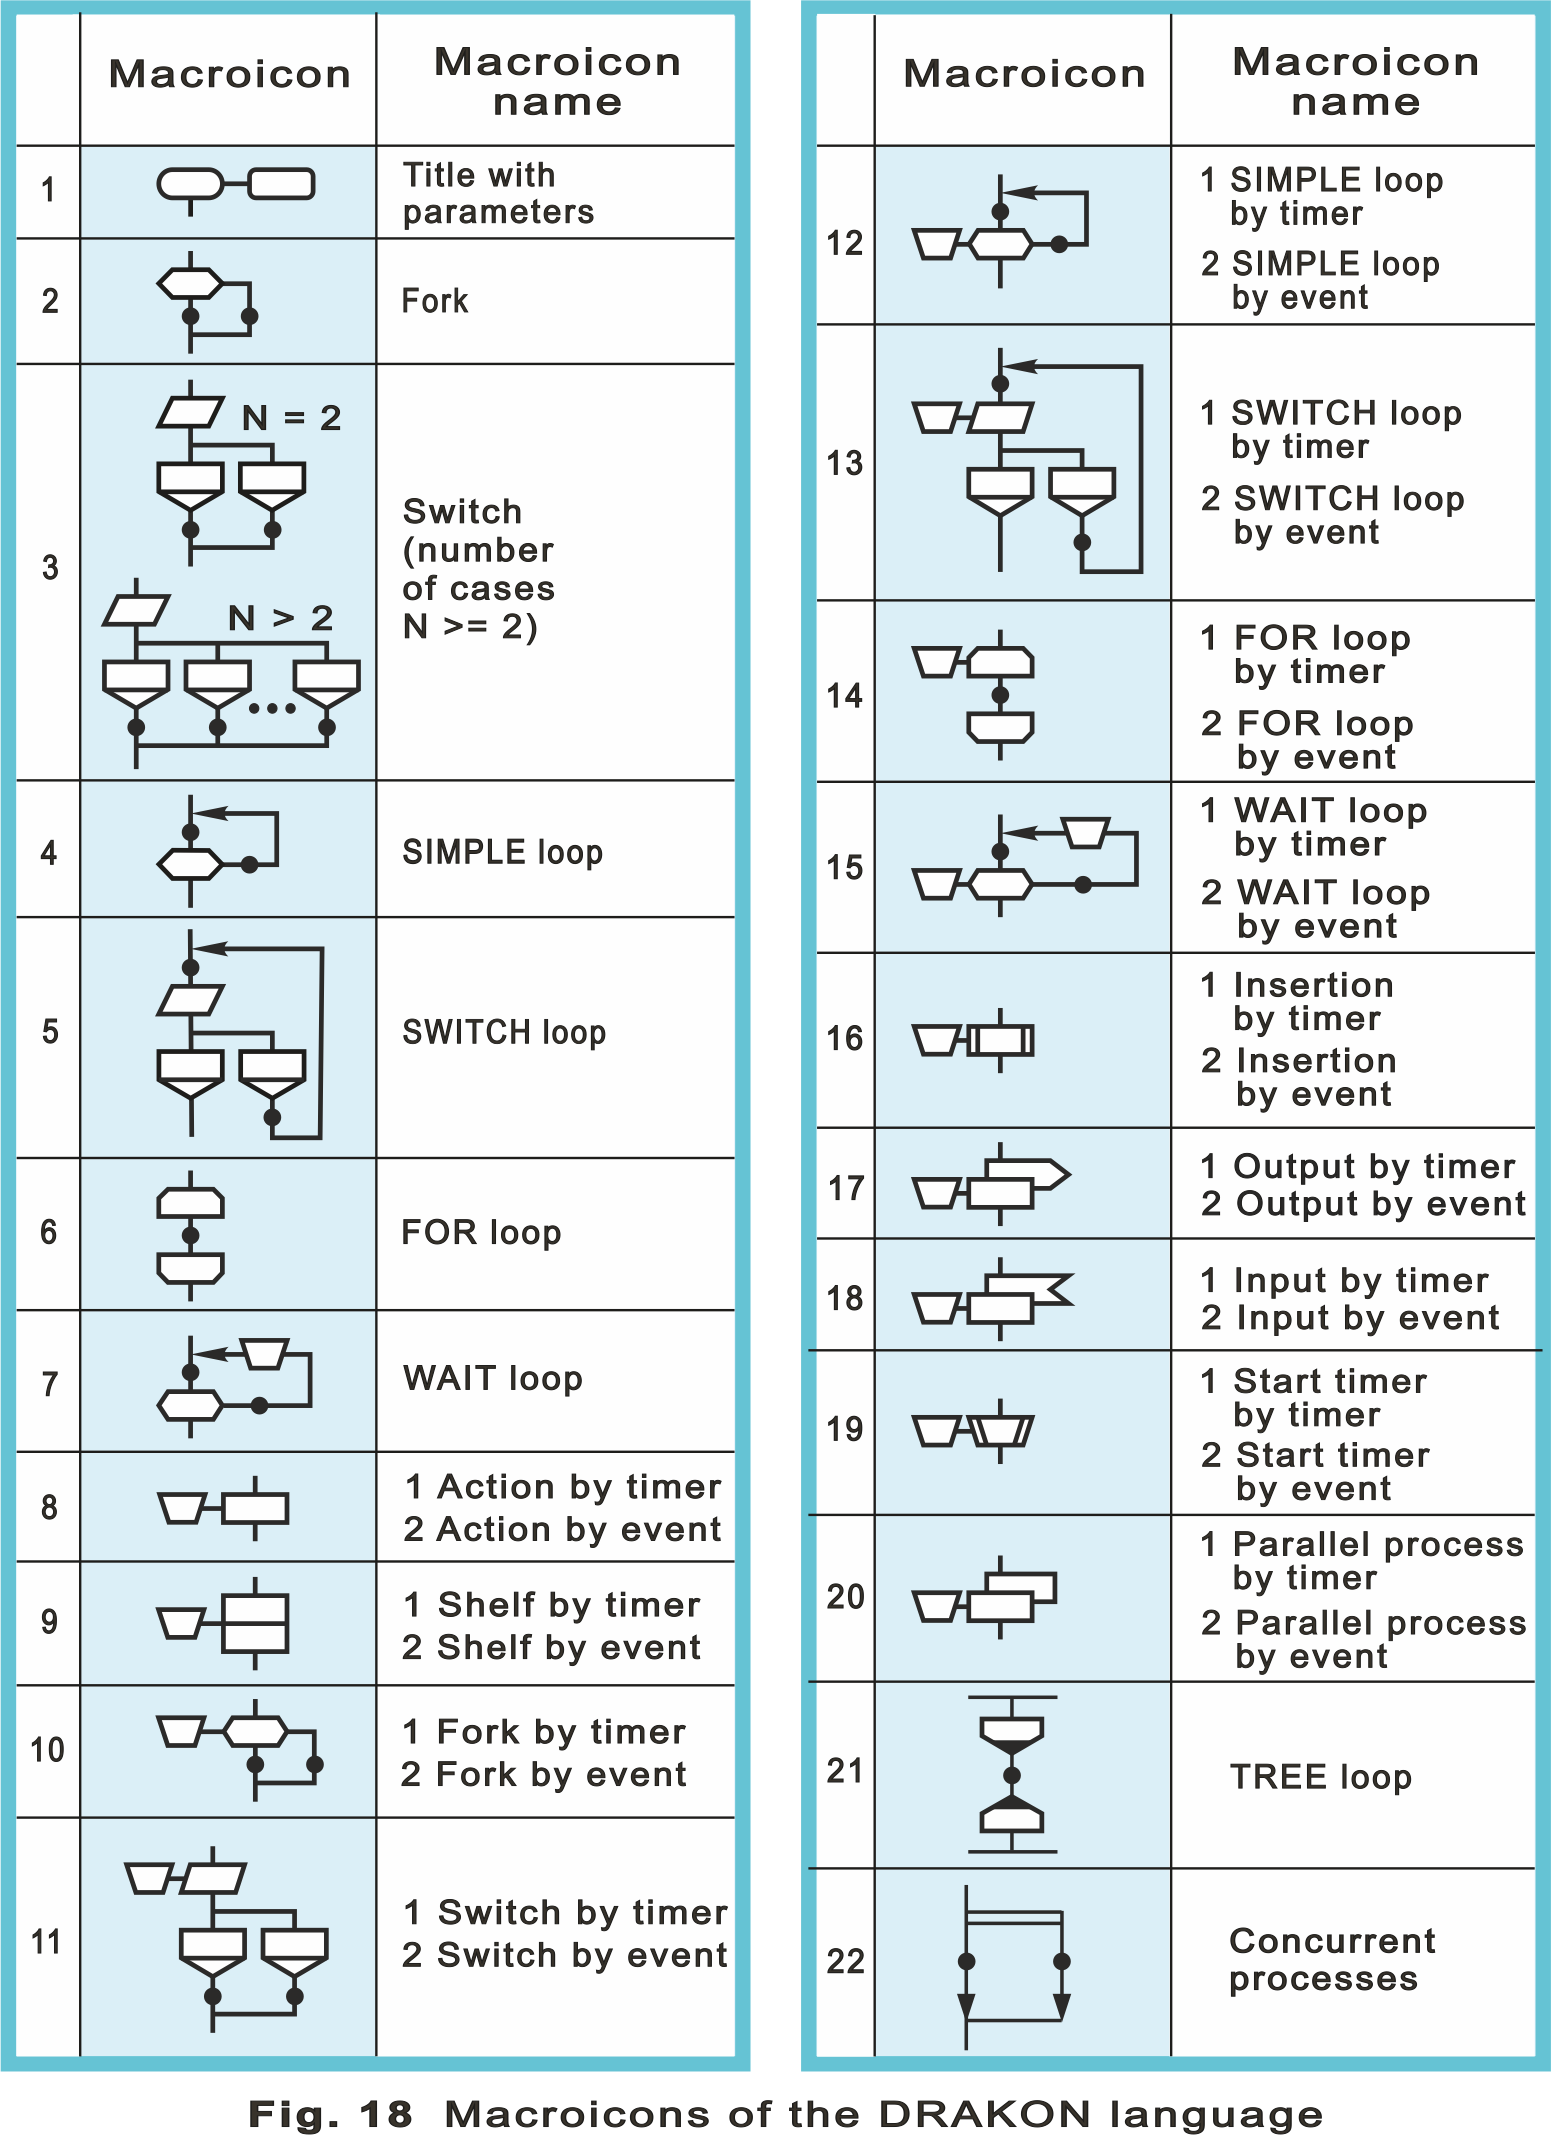 Macroicon
Macroicon
name
1
Title with
parameters
2
Fork
3
N = 2
N > 2
Switch
(number
of cases
N >= 2)
4
SIMPLE loop
5
SWITCH loop
6
FOR loop
7
WAIT loop
8
1 Action by timer
2 Action by event
9
1 Shelf by timer
2 Shelf by event
10
1 Fork by timer
2 Fork by event
11
1 Switch by timer
2 Switch by event
Macroicon
Macroicon
name
12
1 SIMPLE loop
by timer
2 SIMPLE loop
by event
13
1 SWITCH loop
by timer
2 SWITCH loop
by event
14
1 FOR loop
by timer
2 FOR loop
by event
15
1 WAIT loop
by timer
2 WAIT loop
by event
16
1 Insertion
by timer
2 Insertion
by event
17
1 Output by timer
2 Output by event
18
1 Input by timer
2 Input by event
19
1 Start timer
by timer
2 Start timer
by event
20
1 Parallel process
by timer
2 Parallel process
by event
21
TREE loop
22
Concurrent
processes
Fig. 18 Macroicons of the DRAKON language